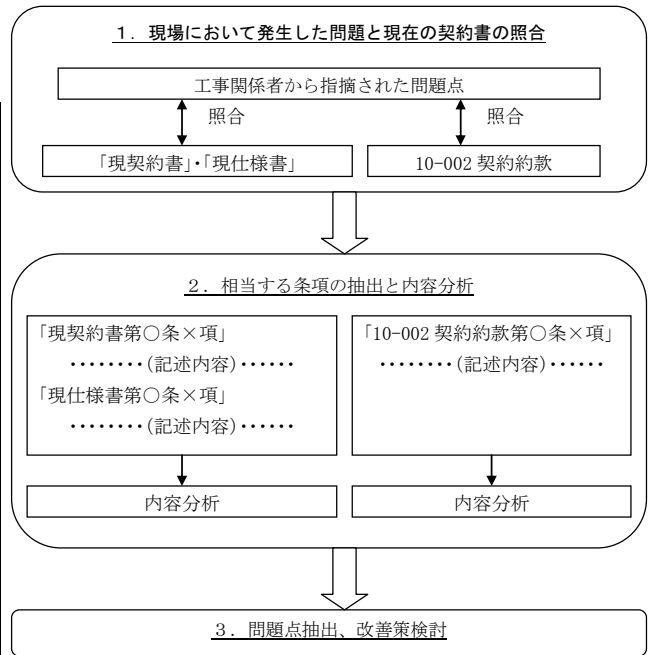 １．現場において発生した問題と現在の契約書の照合
工事関係者から指摘された問題点
照合
照合
「現契約書」・「現仕様書」
10-002 契約約款
２．相当する条項の抽出と内容分析
「現契約書第○条×項」
・・・・・・・・(記述内容)・・・・・・
「現仕様書第○条×項」
・・・・・・・・(記述内容)・・・・・・
「10-002 契約約款第○条×項」
・・・・・・・・(記述内容)・・・・・・
内容分析
内容分析
３．問題点抽出、改善策検討